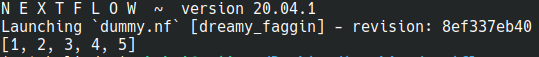 N E X T F L O W  ~  version 20.04.1
Launching `dummy.nf` [dreamy_faggin] - revision: 8ef337eb40
[1, 2, 3, 4, 5]